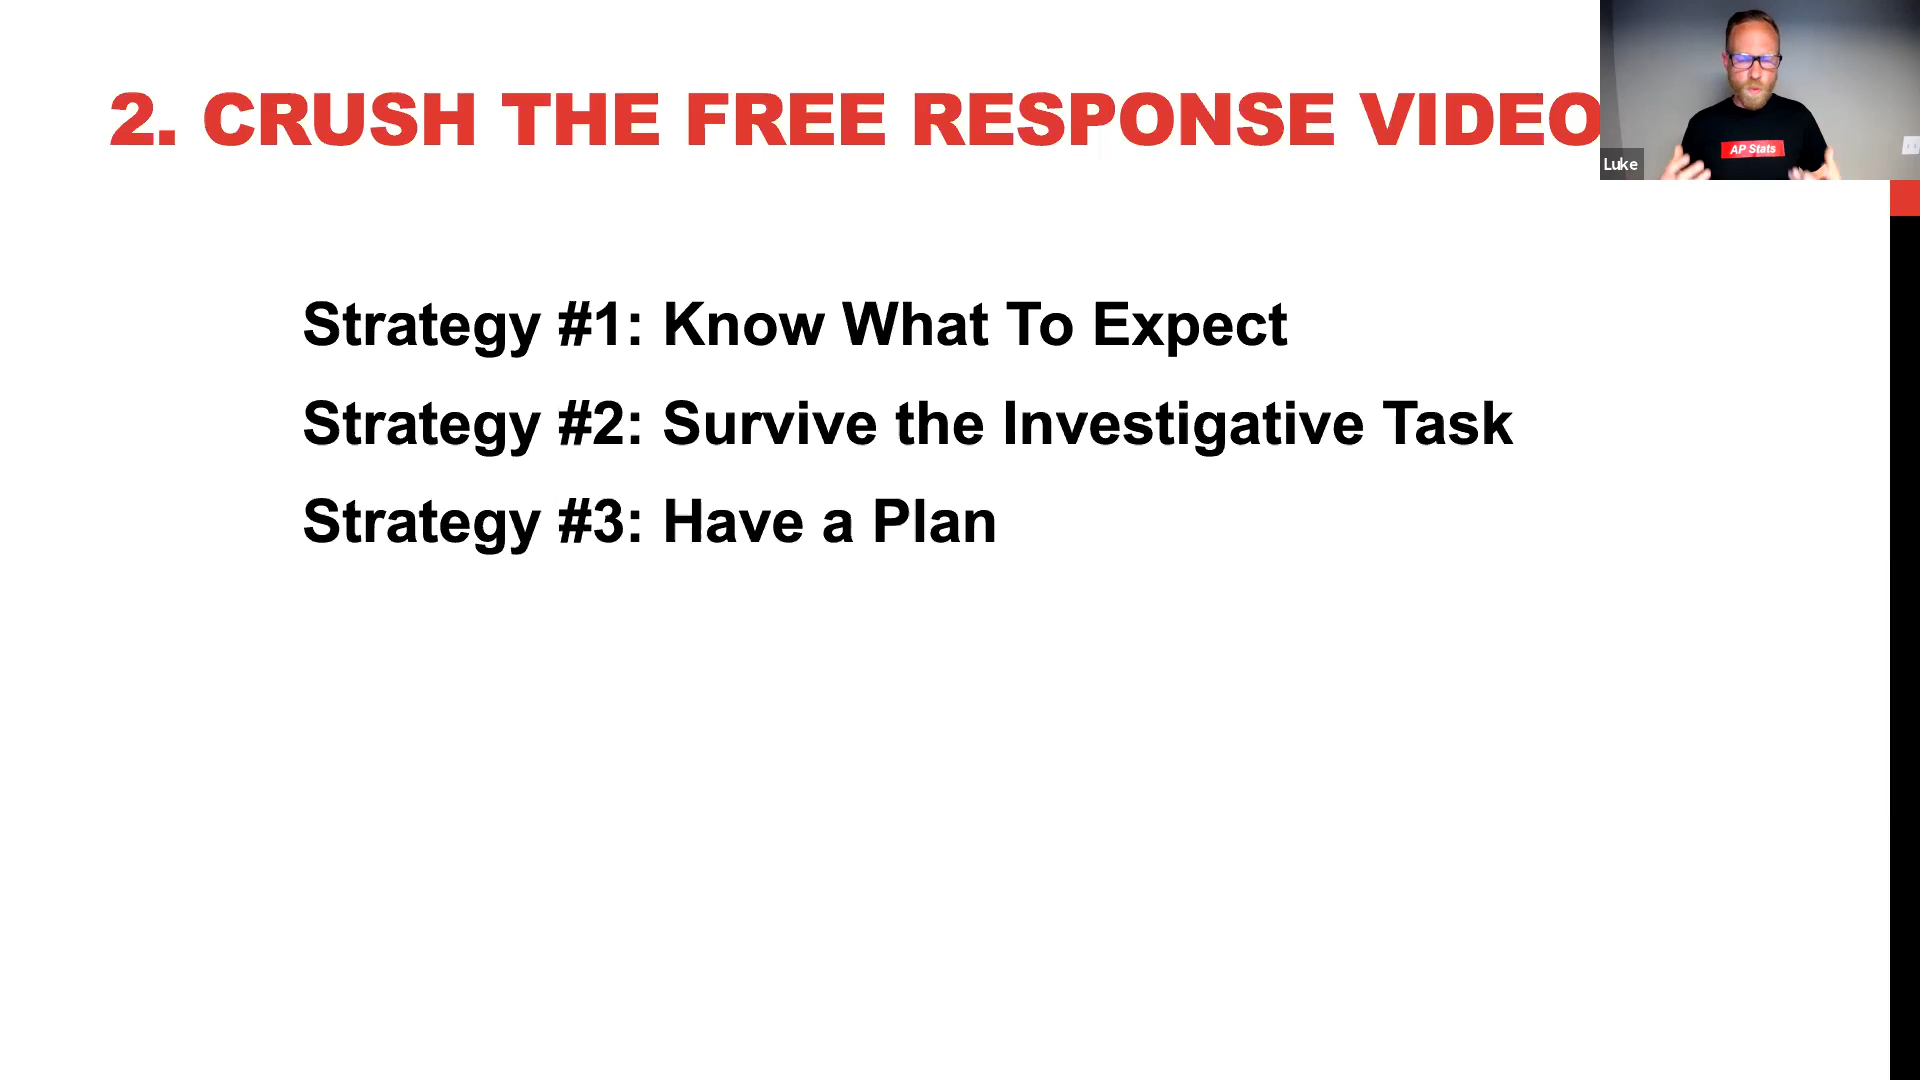 2. CRUSH THE FREE RESPONSE VIDEO
AP Stats
Luke
Strategy #1: Know What To Expect
Strategy #2: Survive the Investigative Task
Strategy #3: Have a Plan